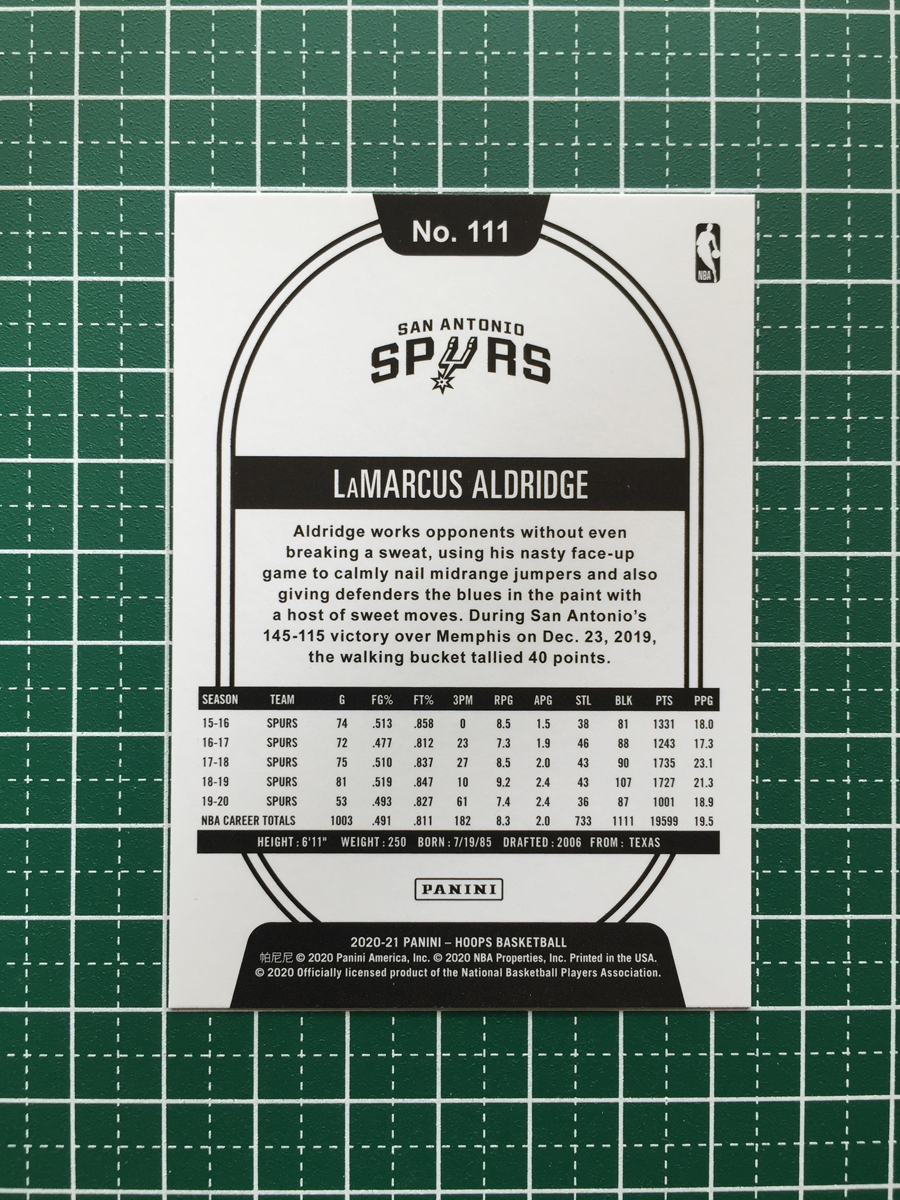 No. 111
NBA
SAN ANTONIO
SPURS
LaMARCUS ALDRIDGE
Aldridge works opponents without even
breaking a sweat, using his nasty face-up
game to calmly nail midrange jumpers and also
giving defenders the blues in the paint with
a host of sweet moves. During San Antonio's
145-115 victory over Memphis on Dec. 23, 2019,
the walking bucket tallied 40 points.
SEASON TEAM G FG% FT% 3PM RPG APG STL BLK PTS PPG
15-16 SPURS 74 .513 .858 0 8.5 1.5 38 81 1331 18.0
16-17 SPURS 72 .477 .812 23 7.3 1.9 46 88 1243 17.3
17-18 SPURS 75 .510 .837 27 8.5 2.0 43 90 1735 23.1
18-19 SPURS 81 .519 .847 10 9.2 2.4 43 107 1727 21.3
19-20 SPURS 53 .493 .827 61 7.4 2.4 36 87 1001 18.9
NBA CAREER TOTALS 1003 .491 .811 182 8.3 2.0 733 1111 19599 19.5
HEIGHT: 6'11" WEIGHT: 250 BORN: 7/19/85 DRAFTED: 2006 FROM: TEXAS
PANINI
2020-21 PANINI – HOOPS BASKETBALL
帕尼尼 © 2020 Panini America, Inc. © 2020 NBA Properties, Inc. Printed in the USA.
© 2020 Officially licensed product of the National Basketball Players Association.